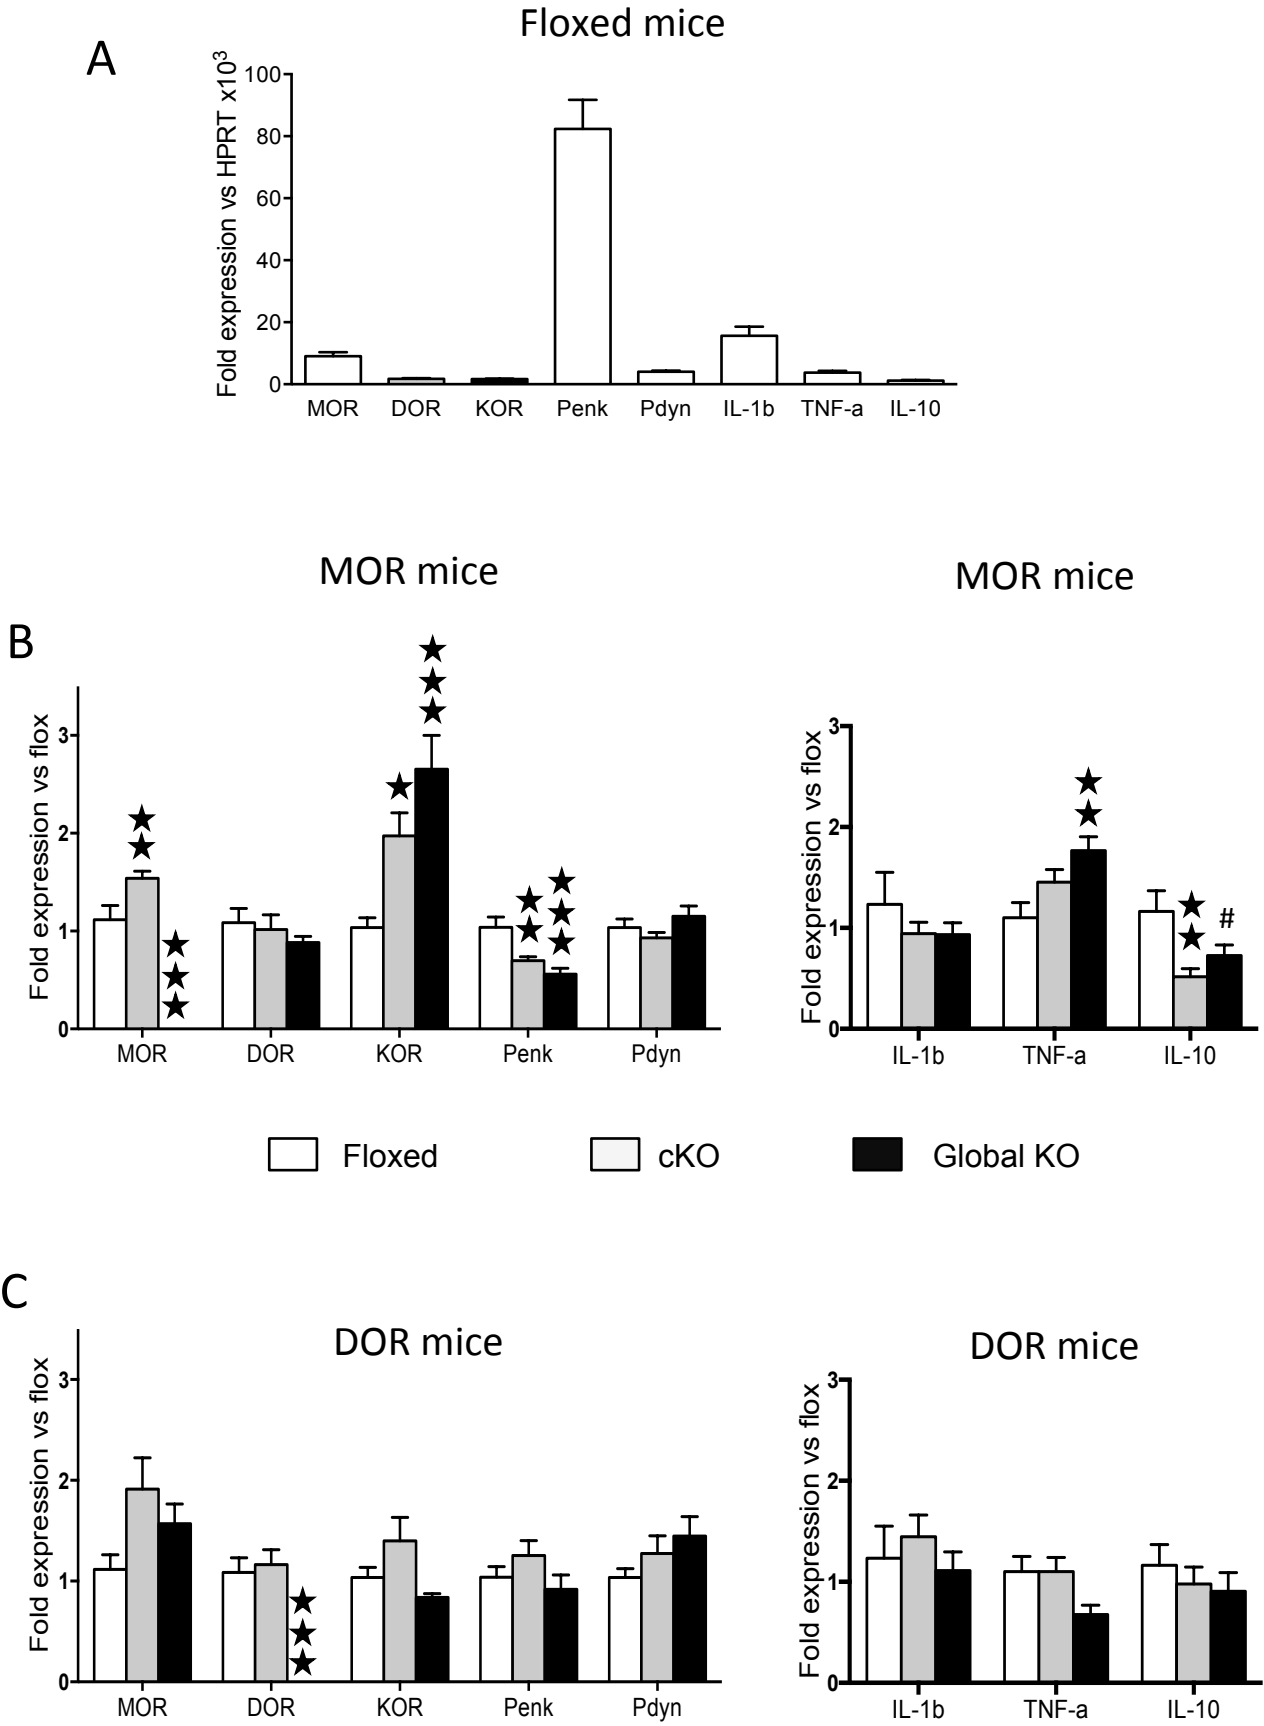 Floxed mice
A
Fold expression vs HPRT x10³
100
80
60
40
20
0
MOR DOR KOR Penk Pdyn IL-1b TNF-a IL-10
MOR mice
MOR mice
B
Fold expression vs flox
3
2
1
0
MOR DOR KOR Penk Pdyn
Fold expression vs flox
3
2
1
0
#
IL-1b TNF-a IL-10
Floxed cKO Global KO
C
DOR mice
DOR mice
Fold expression vs flox
3
2
1
0
MOR DOR KOR Penk Pdyn
Fold expression vs flox
3
2
1
0
IL-1b TNF-a IL-10